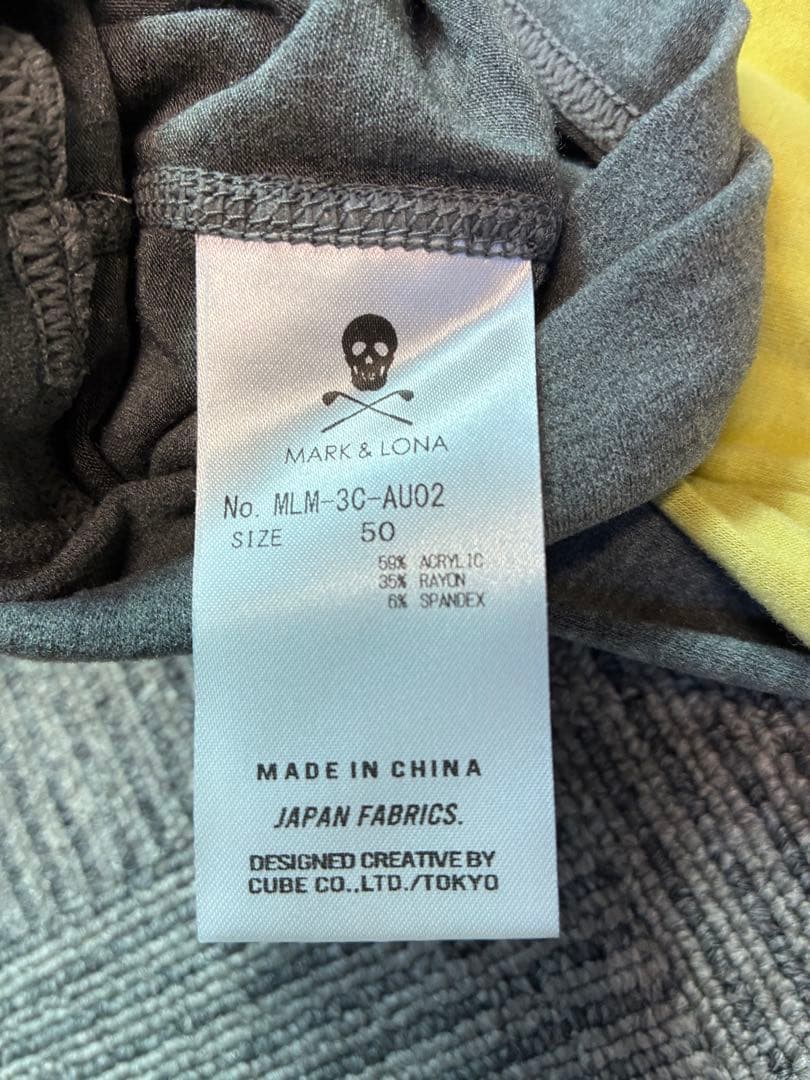 MARK & LONA
No. MLM-3C-AU02
SIZE 50
59% ACRYLIC
35% RAYON
6% SPANDEX
MADE IN CHINA
JAPAN FABRICS.
DESIGNED CREATIVE BY
CUBE CO.,LTD./TOKYO